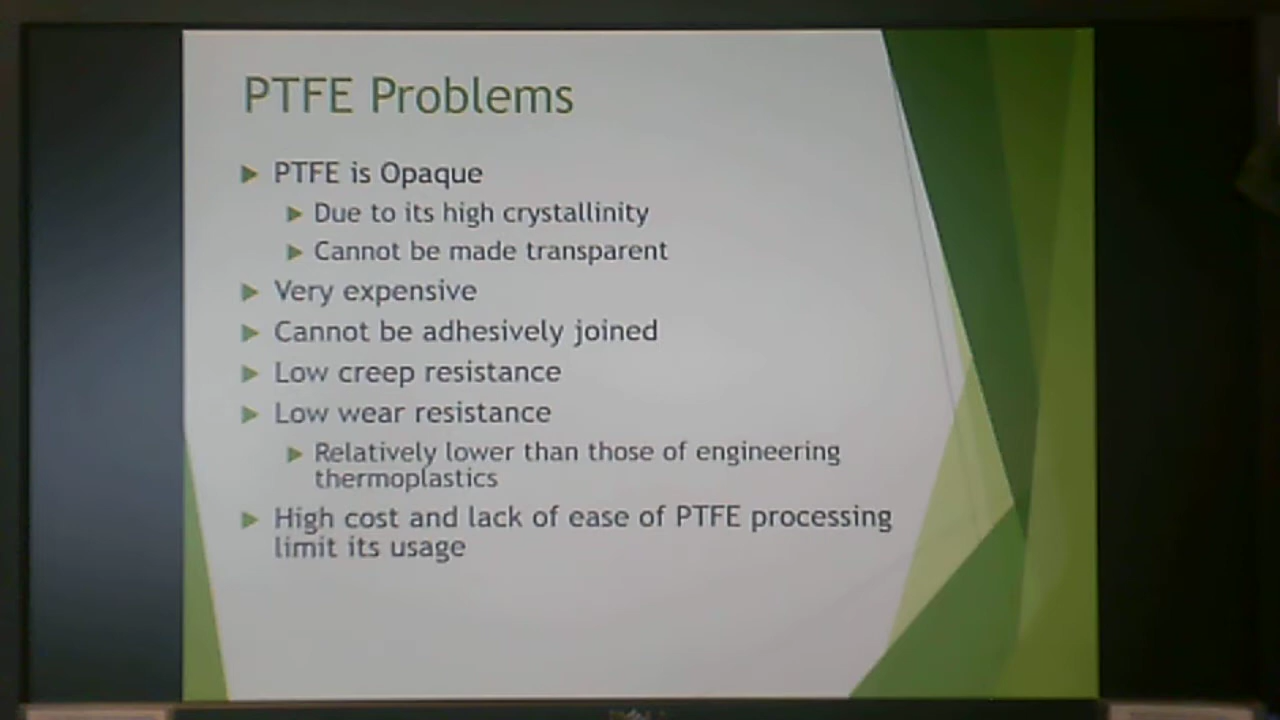 PTFE Problems
PTFE is Opaque
Due to its high crystallinity
Cannot be made transparent
Very expensive
Cannot be adhesively joined
Low creep resistance
Low wear resistance
Relatively lower than those of engineering
thermoplastics
High cost and lack of ease of PTFE processing
limit its usage